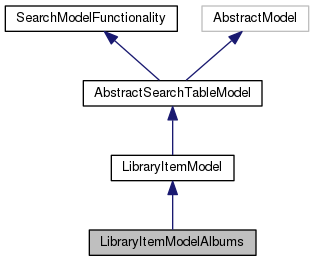 SearchModelFunctionality
AbstractModel
AbstractSearchTableModel
LibraryItemModel
LibraryItemModelAlbums